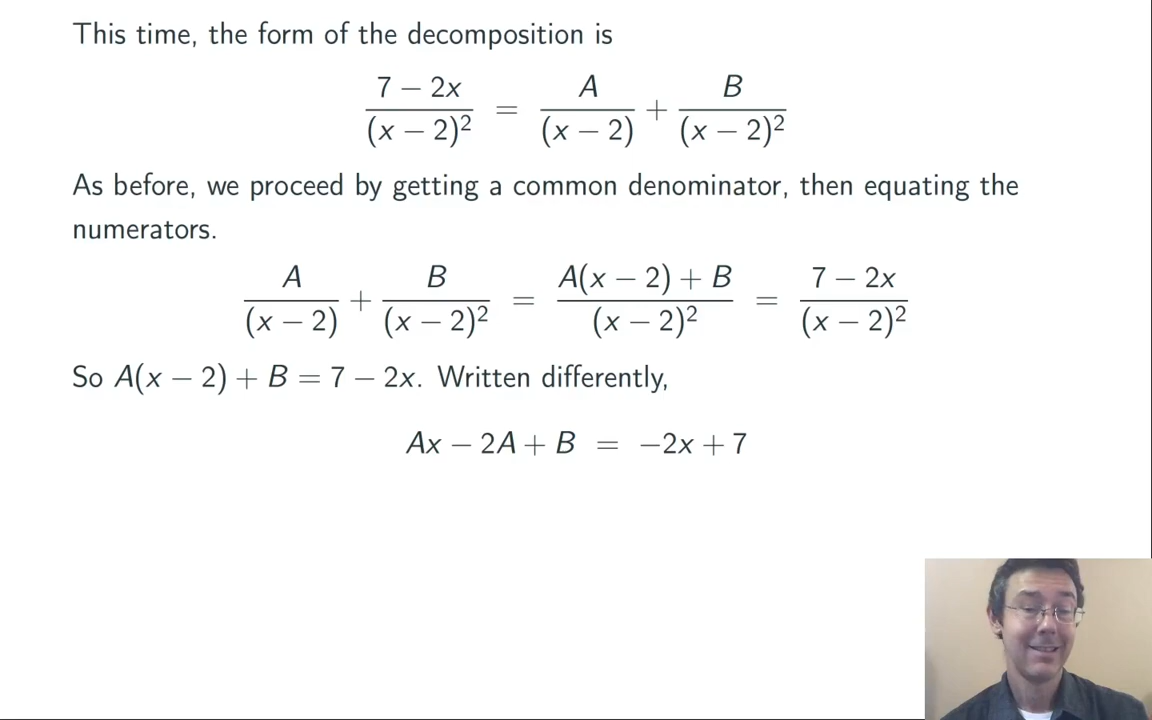 This time, the form of the decomposition is
7 − 2x / (x − 2)² = A / (x − 2) + B / (x − 2)²
As before, we proceed by getting a common denominator, then equating the
numerators.
A / (x − 2) + B / (x − 2)² = A(x − 2) + B / (x − 2)² = 7 − 2x / (x − 2)²
So A(x − 2) + B = 7 − 2x. Written differently,
Ax − 2A + B = −2x + 7